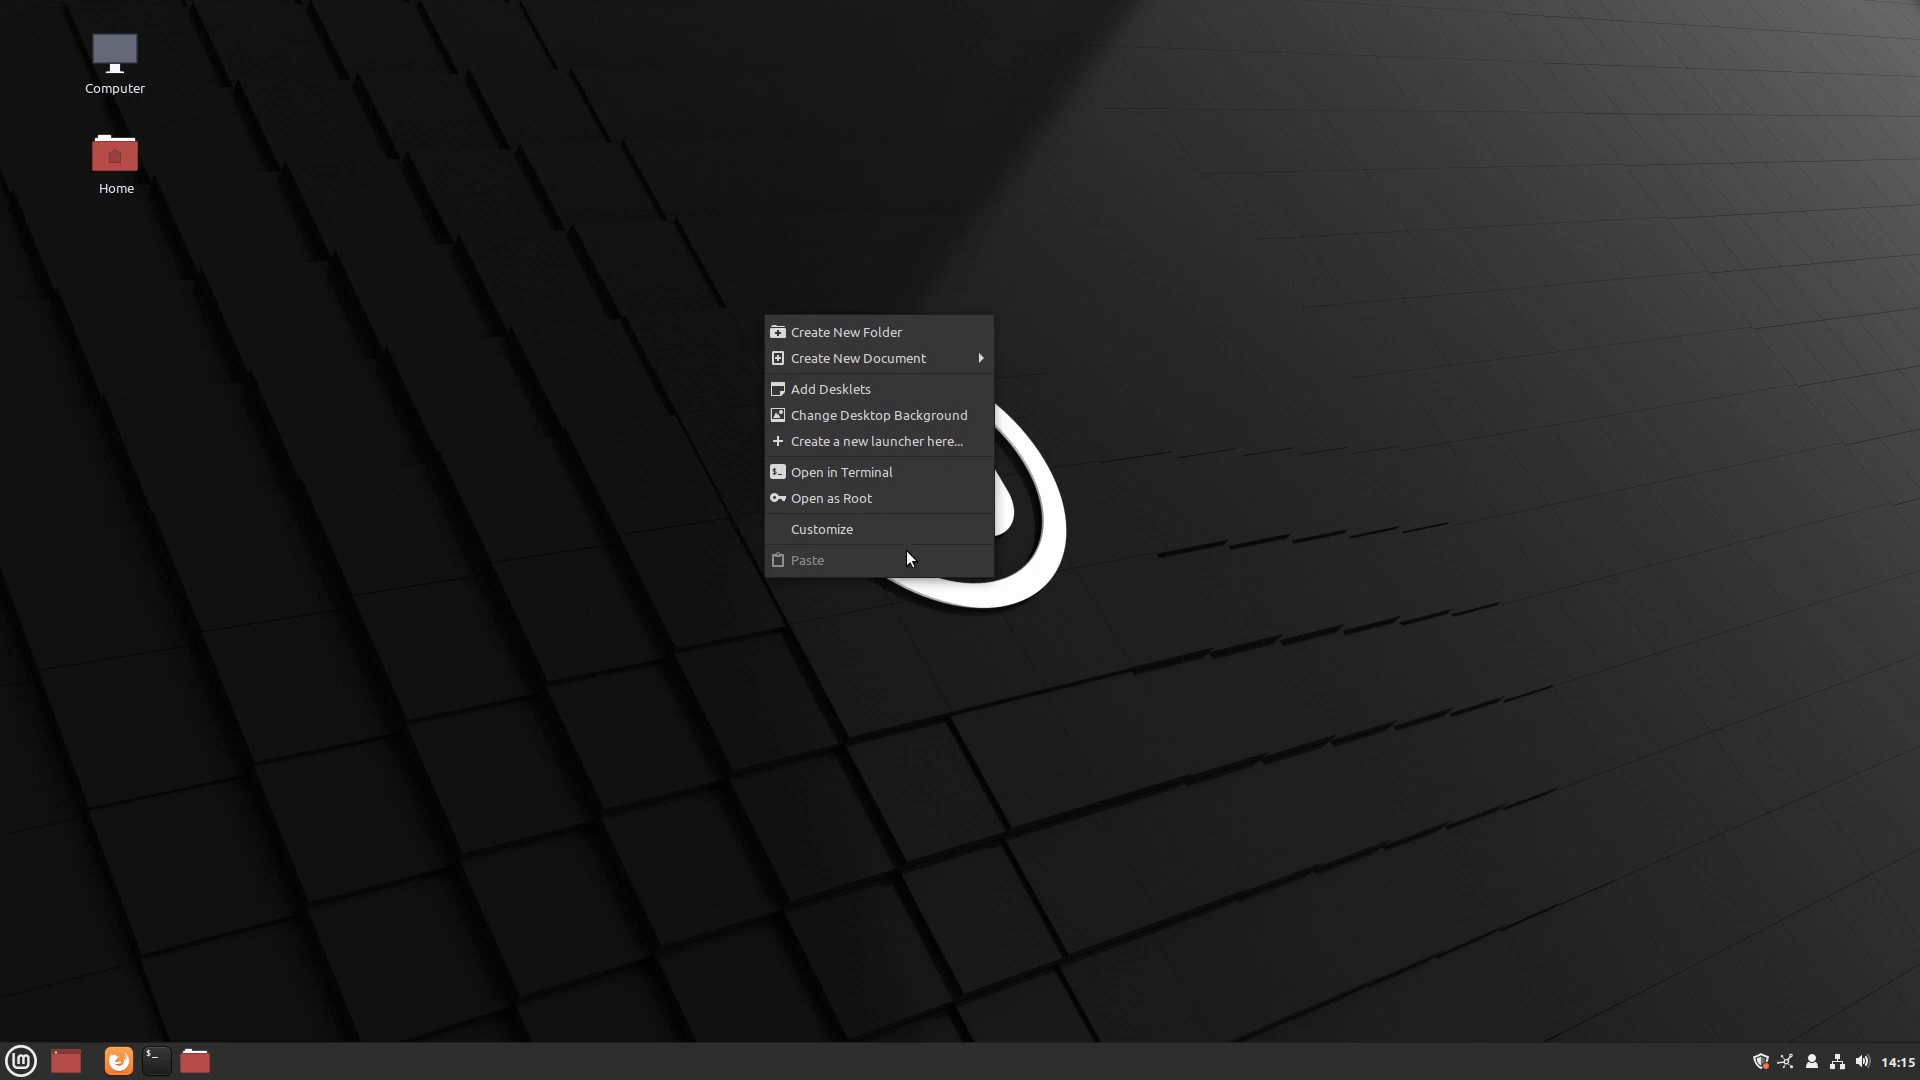 Computer
Home
Create New Folder
Create New Document
Add Desklets
Change Desktop Background
Create a new launcher here...
Open in Terminal
Open as Root
Customize
Paste
14:15